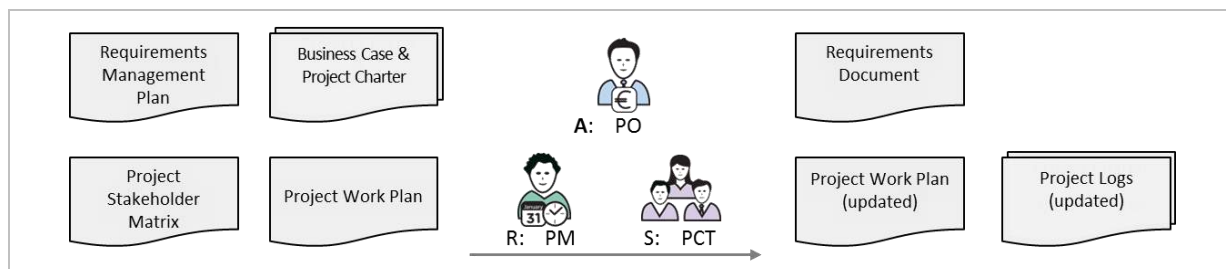 Requirements
Management
Plan
Business Case &
Project Charter
€
A: PO
Requirements
Document
Project
Stakeholder
Matrix
Project Work Plan
January
31
R: PM
S: PCT
Project Work Plan
(updated)
Project Logs
(updated)